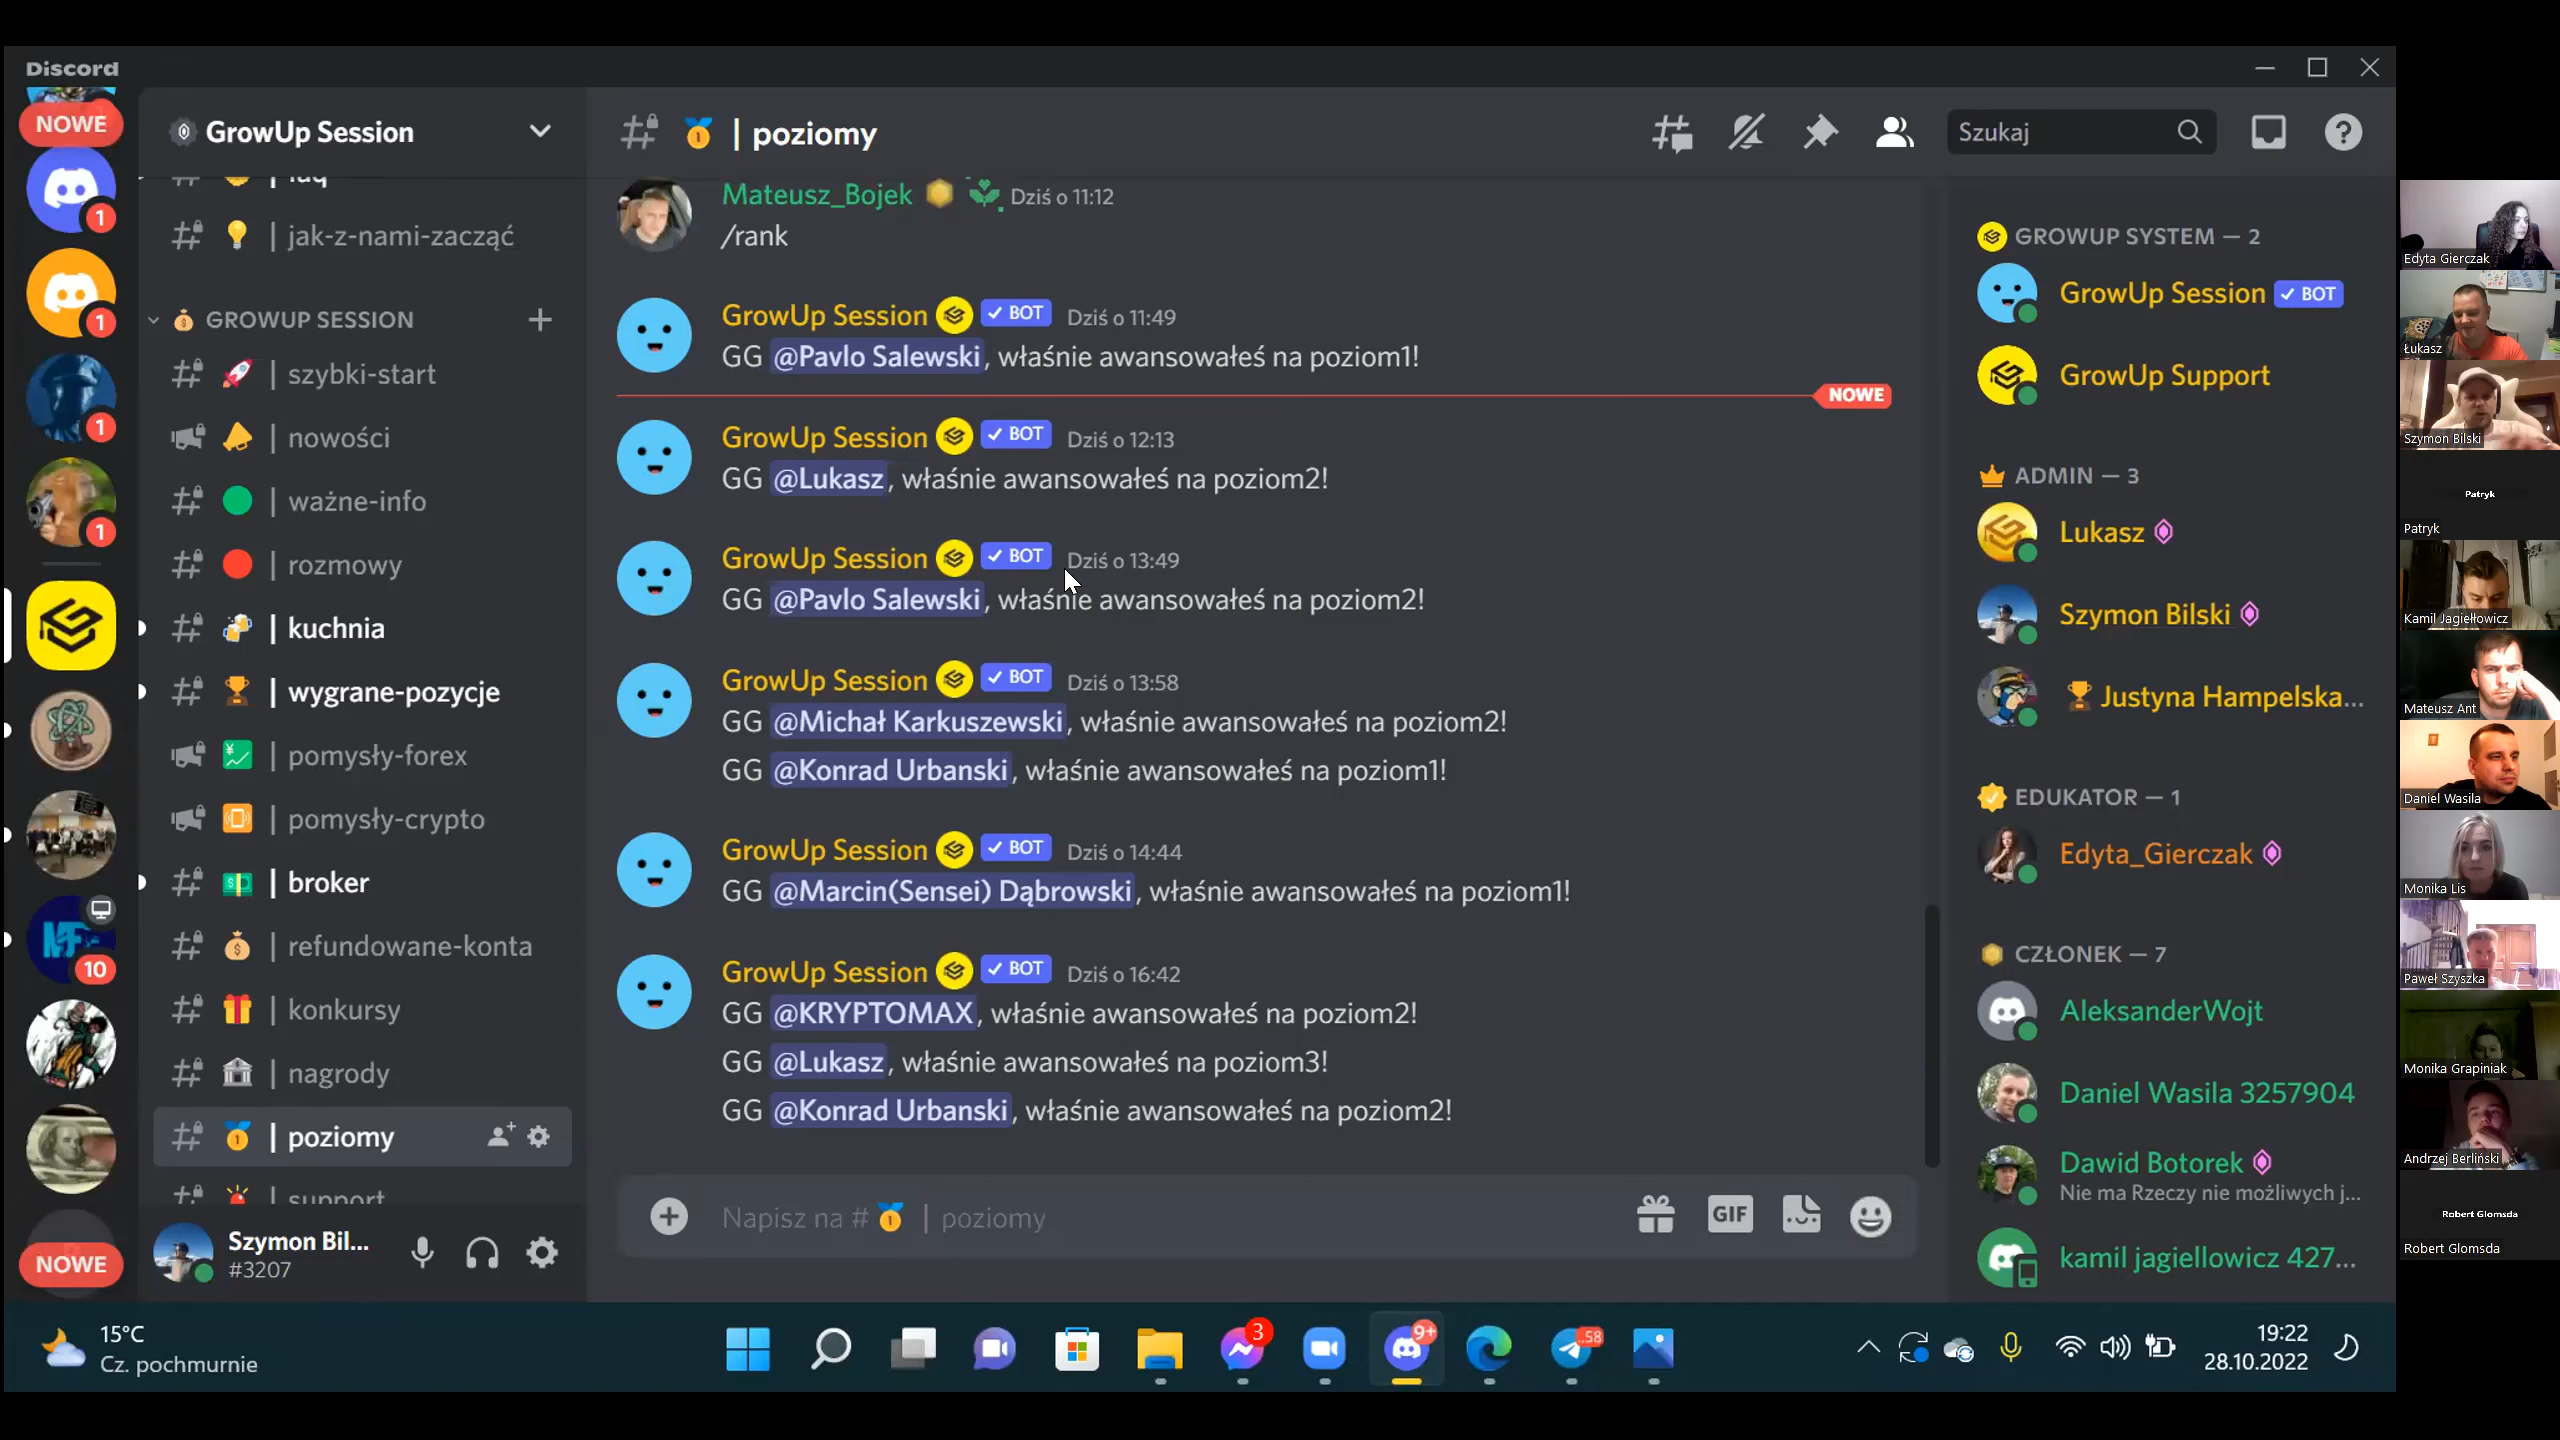 Discord
NOWE
1
1
1
1
10
NOWE
GrowUp Session
| faq
| jak-z-nami-zacząć
GROWUP SESSION
| szybki-start
| nowości
| ważne-info
| rozmowy
| kuchnia
| wygrane-pozycje
| pomysły-forex
| pomysły-crypto
| broker
| refundowane-konta
| konkursy
| nagrody
| poziomy
| support
Szymon Bil...
#3207
| poziomy
Szukaj
Mateusz_Bojek Dziś o 11:12
/rank
GrowUp Session BOT Dziś o 11:49
GG @Pavlo Salewski, właśnie awansowałeś na poziom1!
NOWE
GrowUp Session BOT Dziś o 12:13
GG @Lukasz, właśnie awansowałeś na poziom2!
GrowUp Session BOT Dziś o 13:49
GG @Pavlo Salewski, właśnie awansowałeś na poziom2!
GrowUp Session BOT Dziś o 13:58
GG @Michał Karkuszewski, właśnie awansowałeś na poziom2!
GG @Konrad Urbanski, właśnie awansowałeś na poziom1!
GrowUp Session BOT Dziś o 14:44
GG @Marcin(Sensei) Dąbrowski, właśnie awansowałeś na poziom1!
GrowUp Session BOT Dziś o 16:42
GG @KRYPTOMAX, właśnie awansowałeś na poziom2!
GG @Lukasz, właśnie awansowałeś na poziom3!
GG @Konrad Urbanski, właśnie awansowałeś na poziom2!
Napisz na # | poziomy
GIF
GROWUP SYSTEM — 2
GrowUp Session BOT
GrowUp Support
ADMIN — 3
Lukasz
Szymon Bilski
Justyna Hampelska...
EDUKATOR — 1
Edyta_Gierczak
CZŁONEK — 7
AleksanderWojt
Daniel Wasila 3257904
Dawid Botorek
Nie ma Rzeczy nie możliwych j...
kamil jagiellowicz 427...
Edyta Gierczak
Łukasz
Szymon Bilski
Patryk
Patryk
Kamil Jagiełłowicz
Mateusz Ant
Daniel Wasila
Monika Lis
Paweł Szyszka
Monika Grapiniak
Andrzej Berliński
Robert Glomsda
Robert Glomsda
15°C
Cz. pochmurnie
3
9+
..58
19:22
28.10.2022